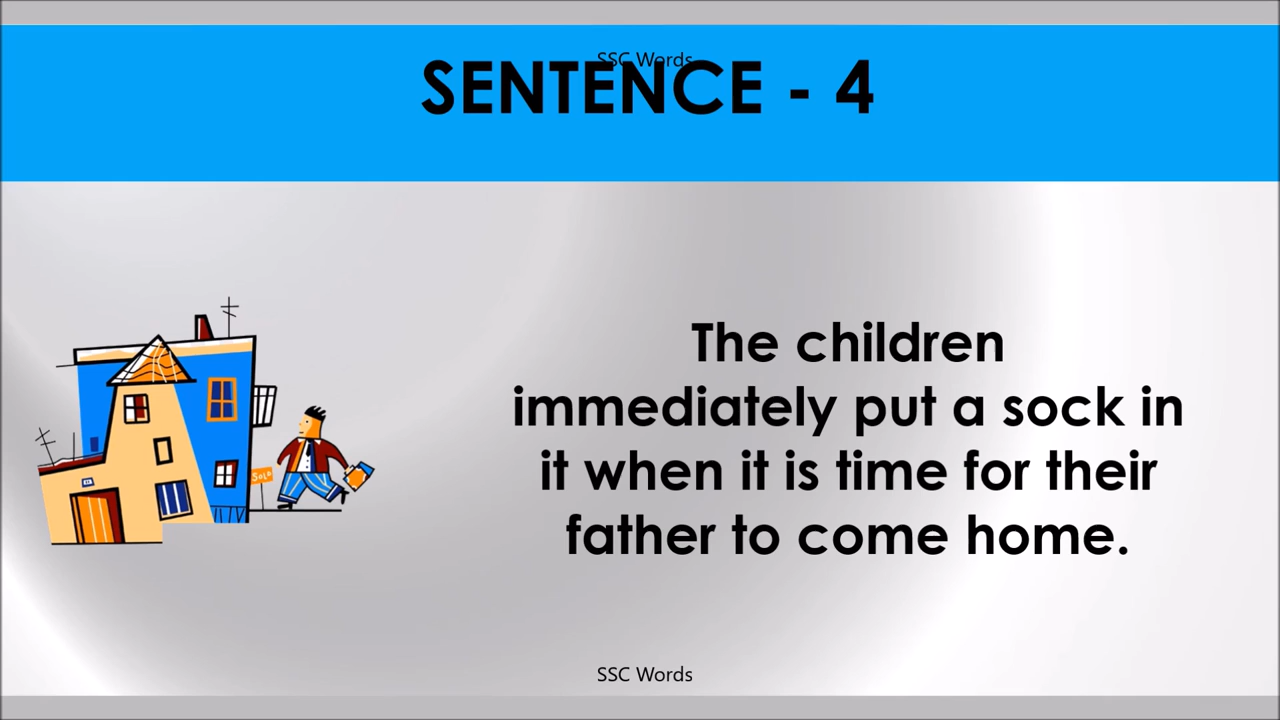 SSC Words
SENTENCE - 4
SOLD
The children
immediately put a sock in
it when it is time for their
father to come home.
SSC Words